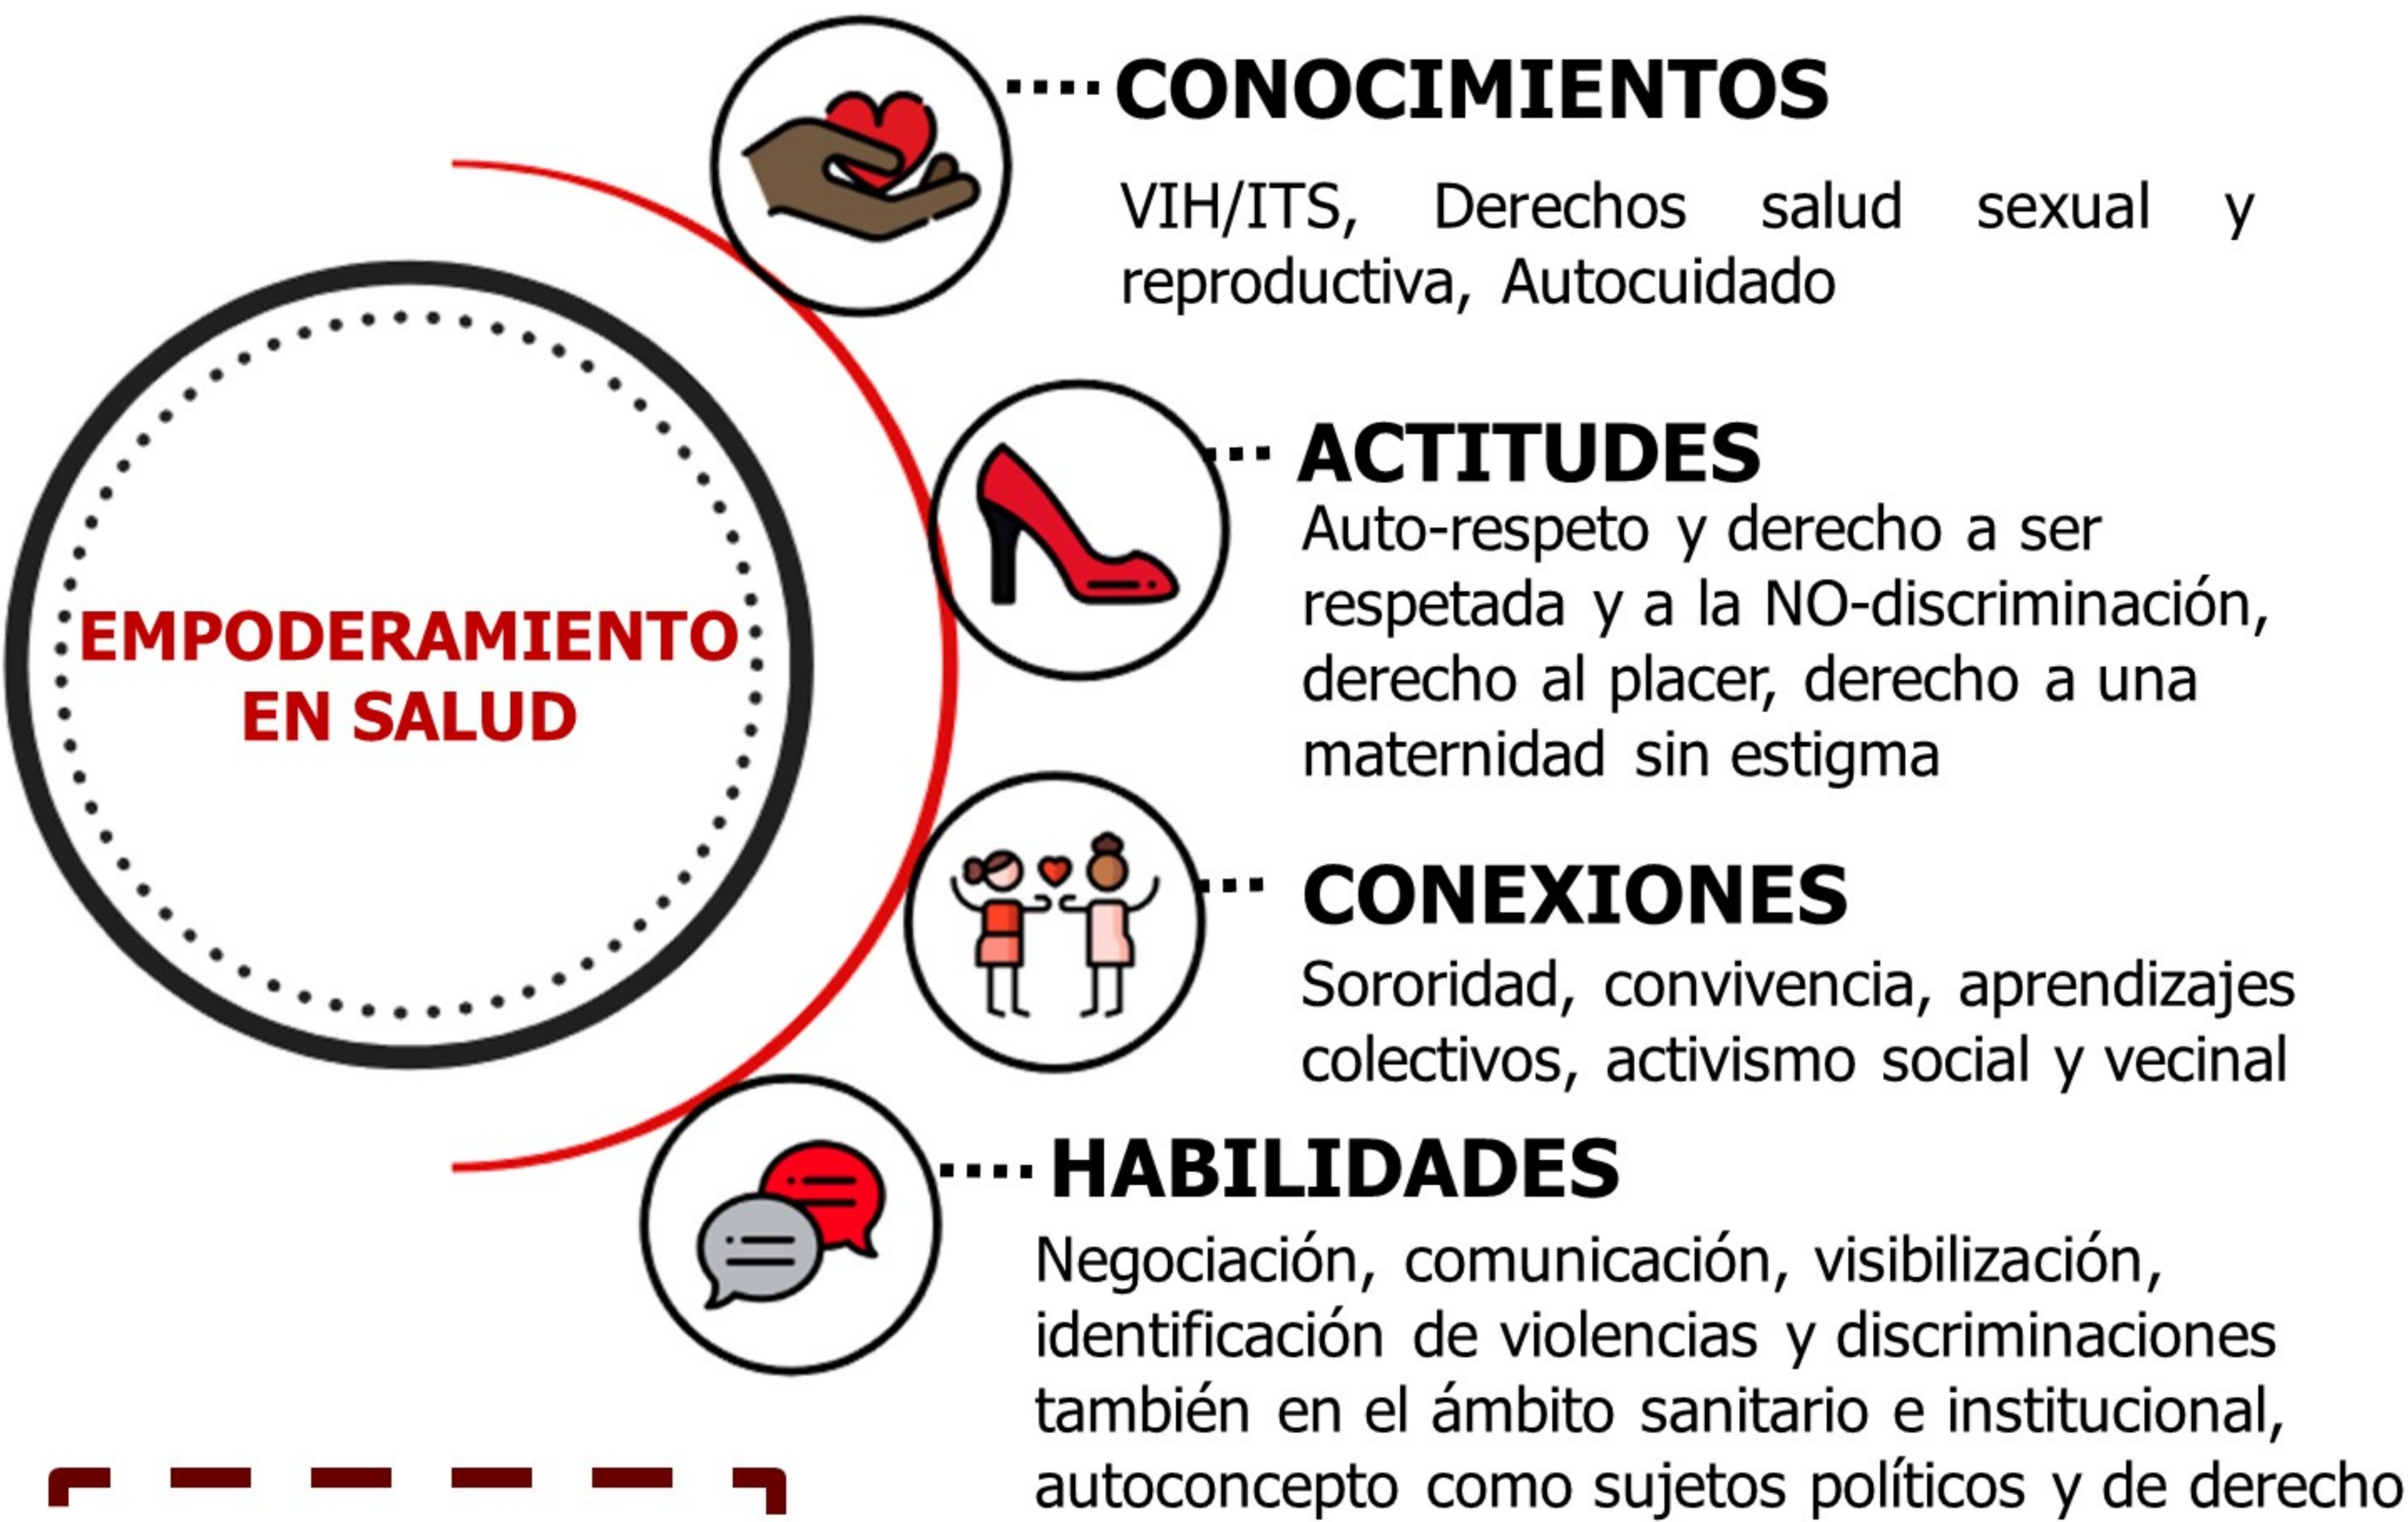 CONOCIMIENTOS
VIH/ITS, Derechos salud sexual y
reproductiva, Autocuidado
ACTITUDES
Auto-respeto y derecho a ser
respetada y a la NO-discriminación,
derecho al placer, derecho a una
maternidad sin estigma
EMPODERAMIENTO
EN SALUD
CONEXIONES
Sororidad, convivencia, aprendizajes
colectivos, activismo social y vecinal
HABILIDADES
Negociación, comunicación, visibilización,
identificación de violencias y discriminaciones
también en el ámbito sanitario e institucional,
autoconcepto como sujetos políticos y de derecho